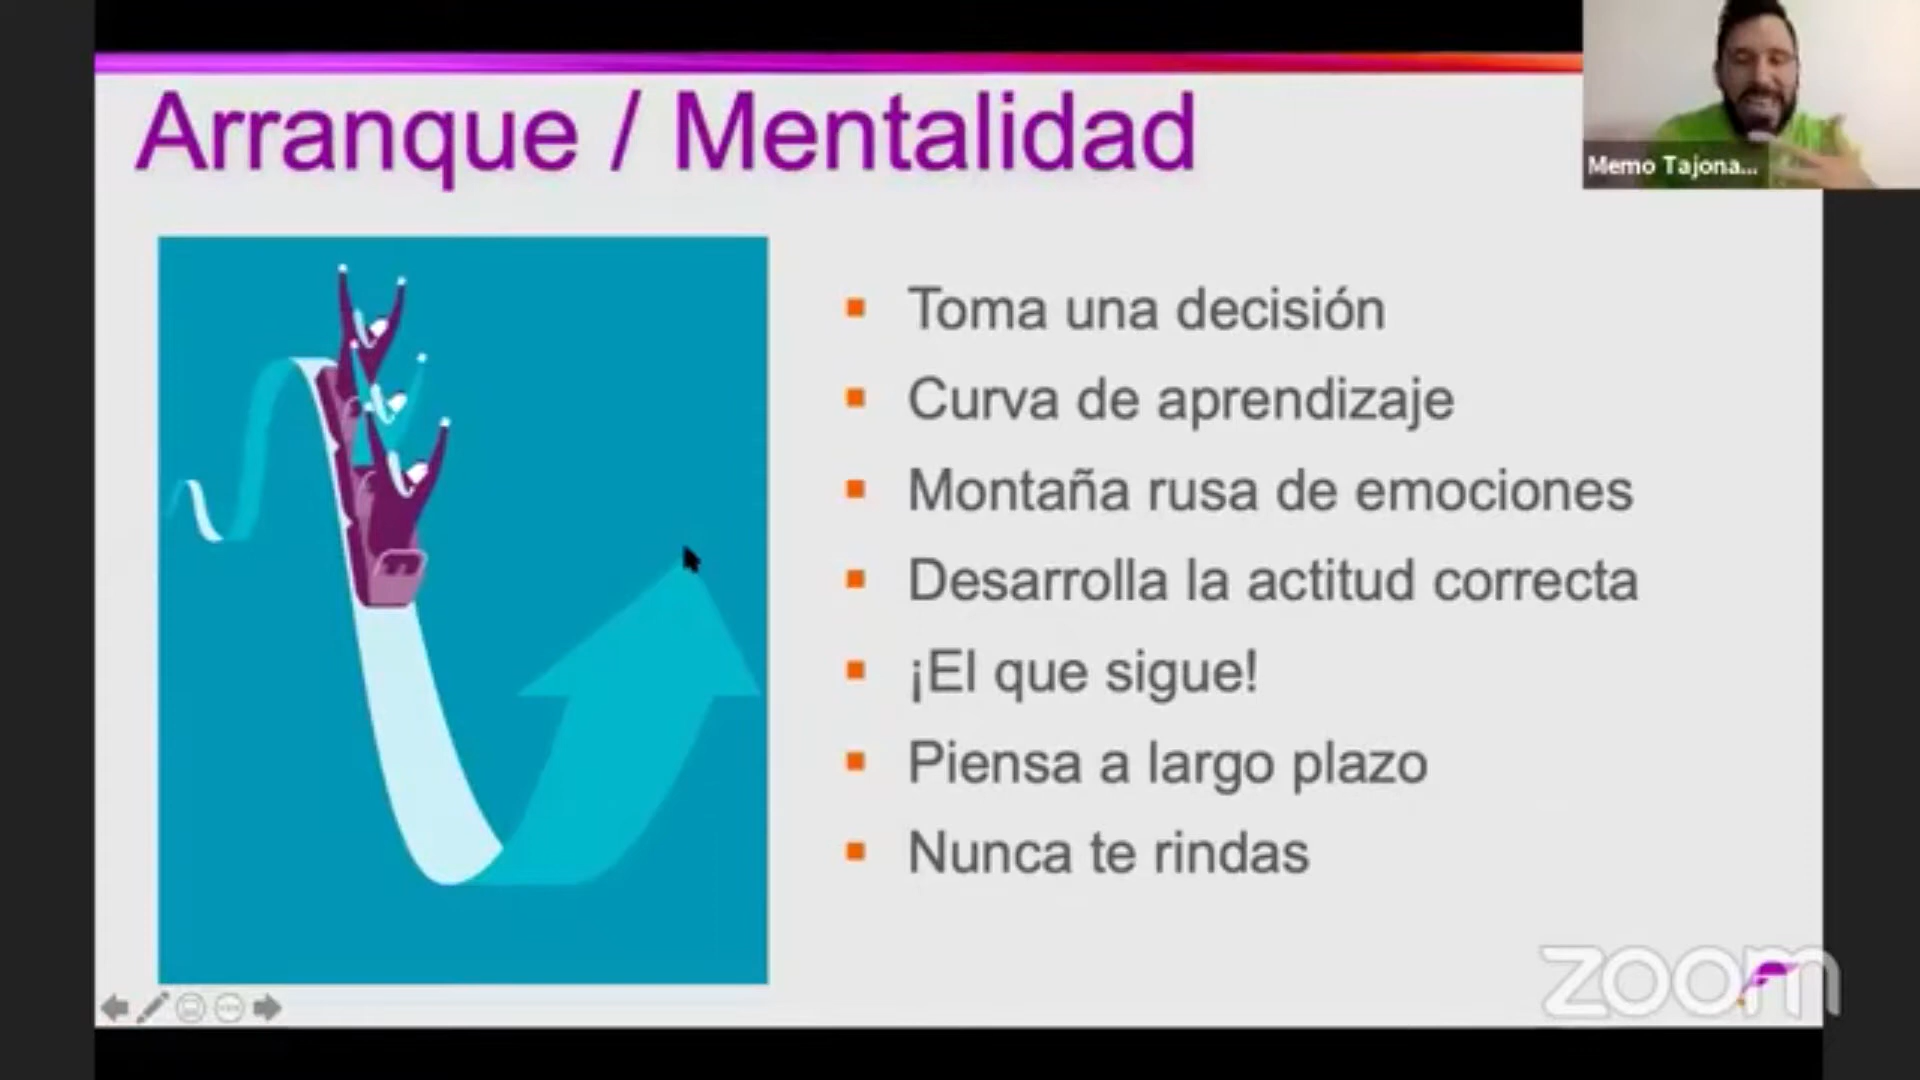 Arranque / Mentalidad
Memo Tajona...
Toma una decisión
Curva de aprendizaje
Montaña rusa de emociones
Desarrolla la actitud correcta
¡El que sigue!
Piensa a largo plazo
Nunca te rindas
zoom